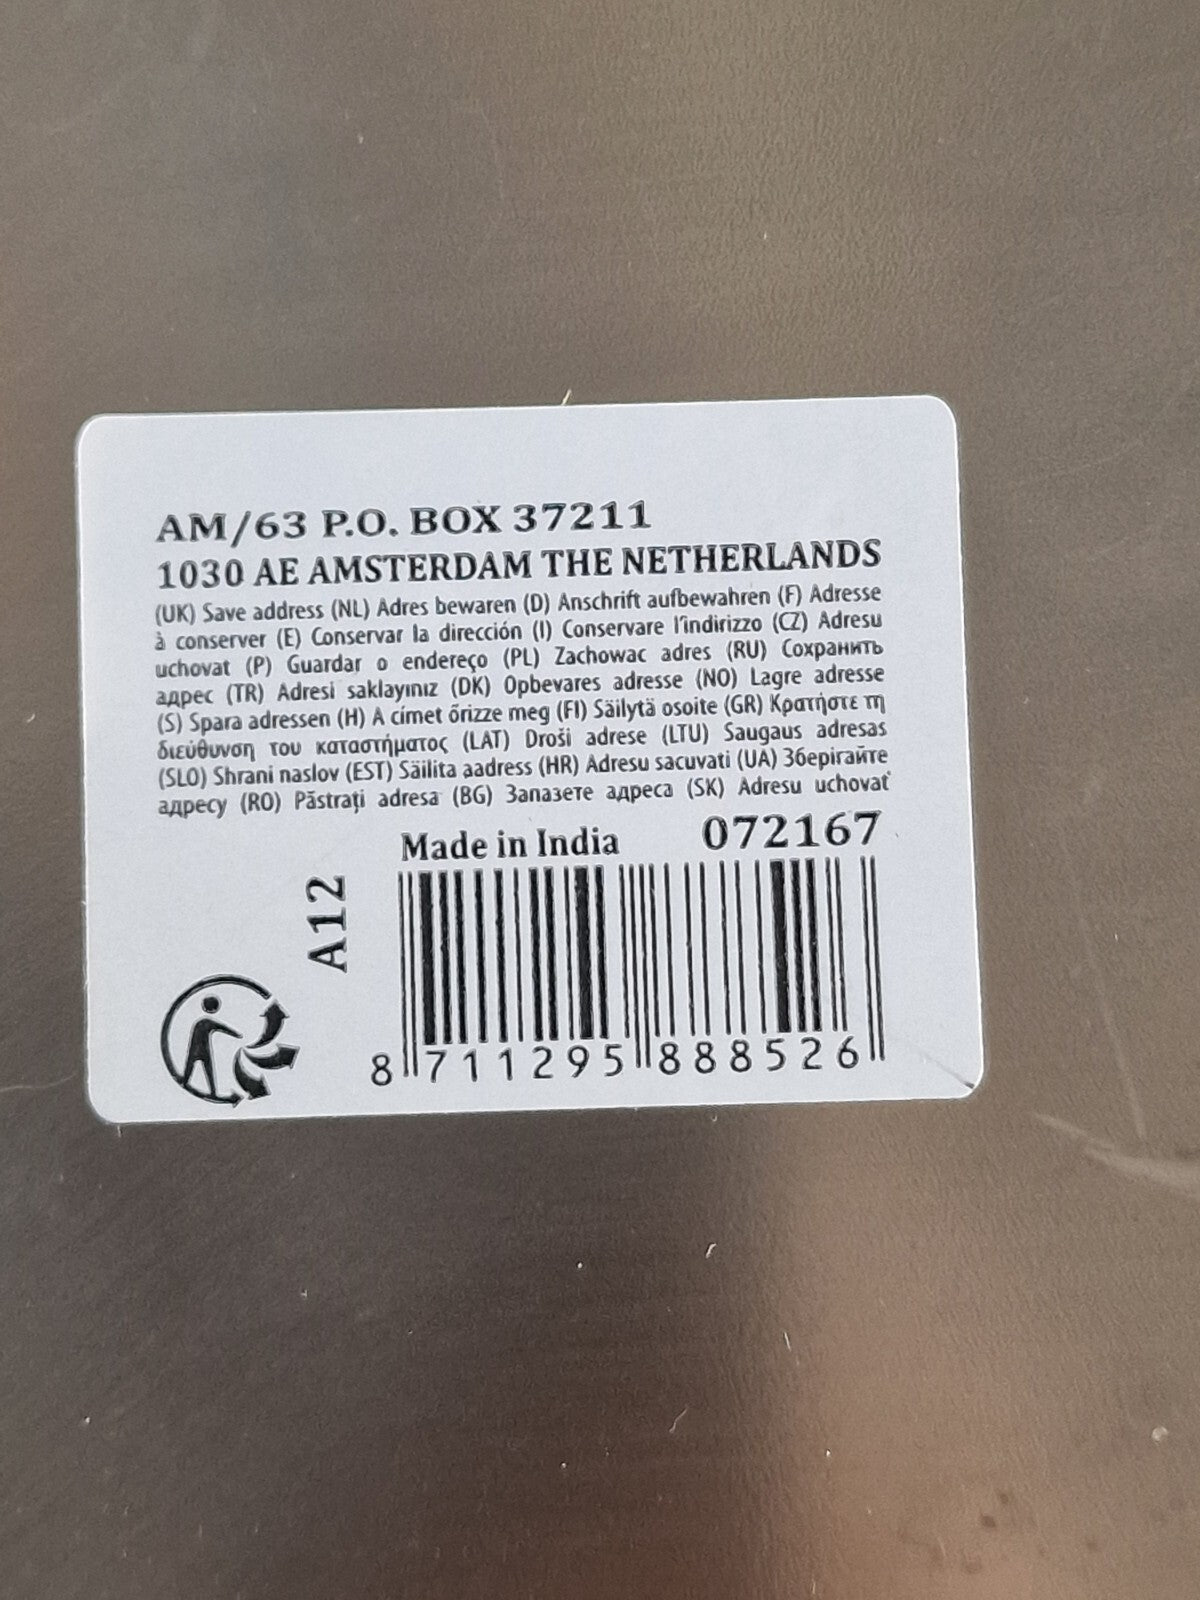 AM/63 P.O. BOX 37211
1030 AE AMSTERDAM THE NETHERLANDS
(UK) Save address (NL) Adres bewaren (D) Anschrift aufbewahren (F) Adresse
à conserver (E) Conservar la dirección (I) Conservare l'indirizzo (CZ) Adresu
uchovat (P) Guardar o endereço (PL) Zachowac adres (RU) Сохранить
адрес (TR) Adresi saklayınız (DK) Opbevares adresse (NO) Lagre adresse
(S) Spara adressen (H) A címet őrizze meg (FI) Säilytä osoite (GR) Κρατήστε τη
διεύθυνση του καταστήματος (LAT) Droši adrese (LTU) Saugaus adresas
(SLO) Shrani naslov (EST) Säilita aadress (HR) Adresu sacuvati (UA) Зберігайте
адресу (RO) Păstrați adresa (BG) Запазете адреса (SK) Adresu uchovať
Made in India 072167
A12
8 711295 888526